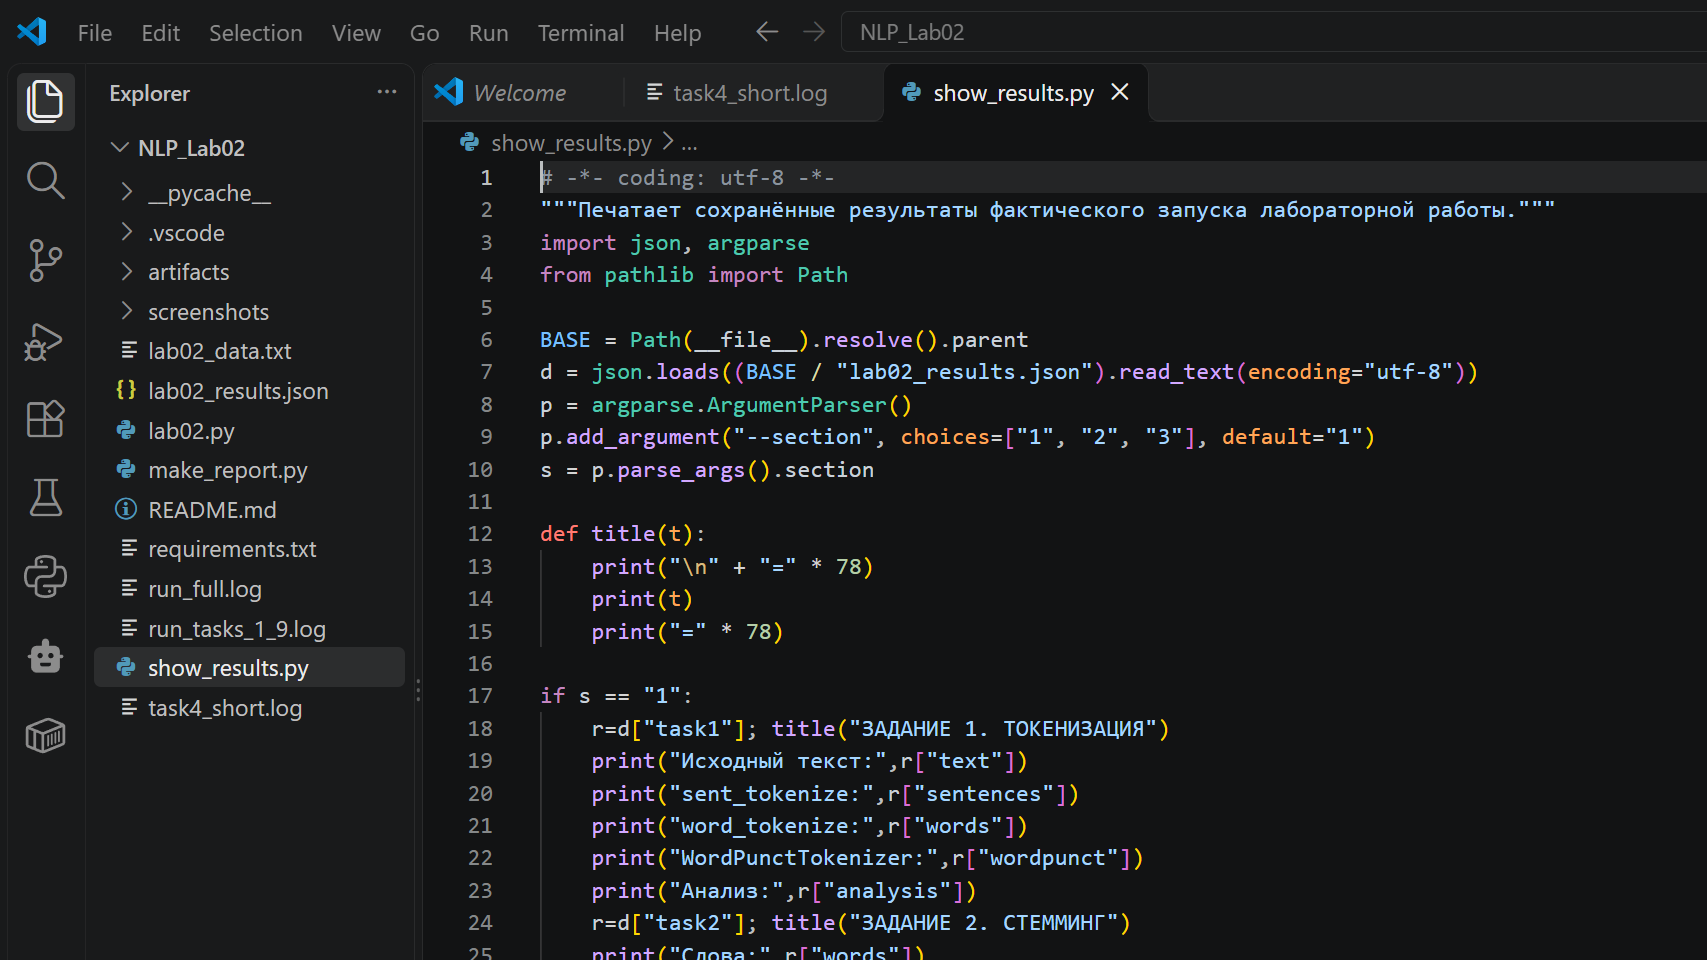 File Edit Selection View Go Run Terminal Help NLP_Lab02
Explorer
NLP_Lab02
__pycache__
.vscode
artifacts
screenshots
lab02_data.txt
lab02_results.json
lab02.py
make_report.py
README.md
requirements.txt
run_full.log
run_tasks_1_9.log
show_results.py
task4_short.log
Welcome task4_short.log show_results.py
show_results.py > ...
1 # -*- coding: utf-8 -*-
2 """Печатает сохранённые результаты фактического запуска лабораторной работы."""
3 import json, argparse
4 from pathlib import Path
5
6 BASE = Path(__file__).resolve().parent
7 d = json.loads((BASE / "lab02_results.json").read_text(encoding="utf-8"))
8 p = argparse.ArgumentParser()
9 p.add_argument("--section", choices=["1", "2", "3"], default="1")
10 s = p.parse_args().section
11
12 def title(t):
13     print("\n" + "=" * 78)
14     print(t)
15     print("=" * 78)
16
17 if s == "1":
18     r=d["task1"]; title("ЗАДАНИЕ 1. ТОКЕНИЗАЦИЯ")
19     print("Исходный текст:",r["text"])
20     print("sent_tokenize:",r["sentences"])
21     print("word_tokenize:",r["words"])
22     print("WordPunctTokenizer:",r["wordpunct"])
23     print("Анализ:",r["analysis"])
24     r=d["task2"]; title("ЗАДАНИЕ 2. СТЕММИНГ")
25     print("Слова:",r["words"])